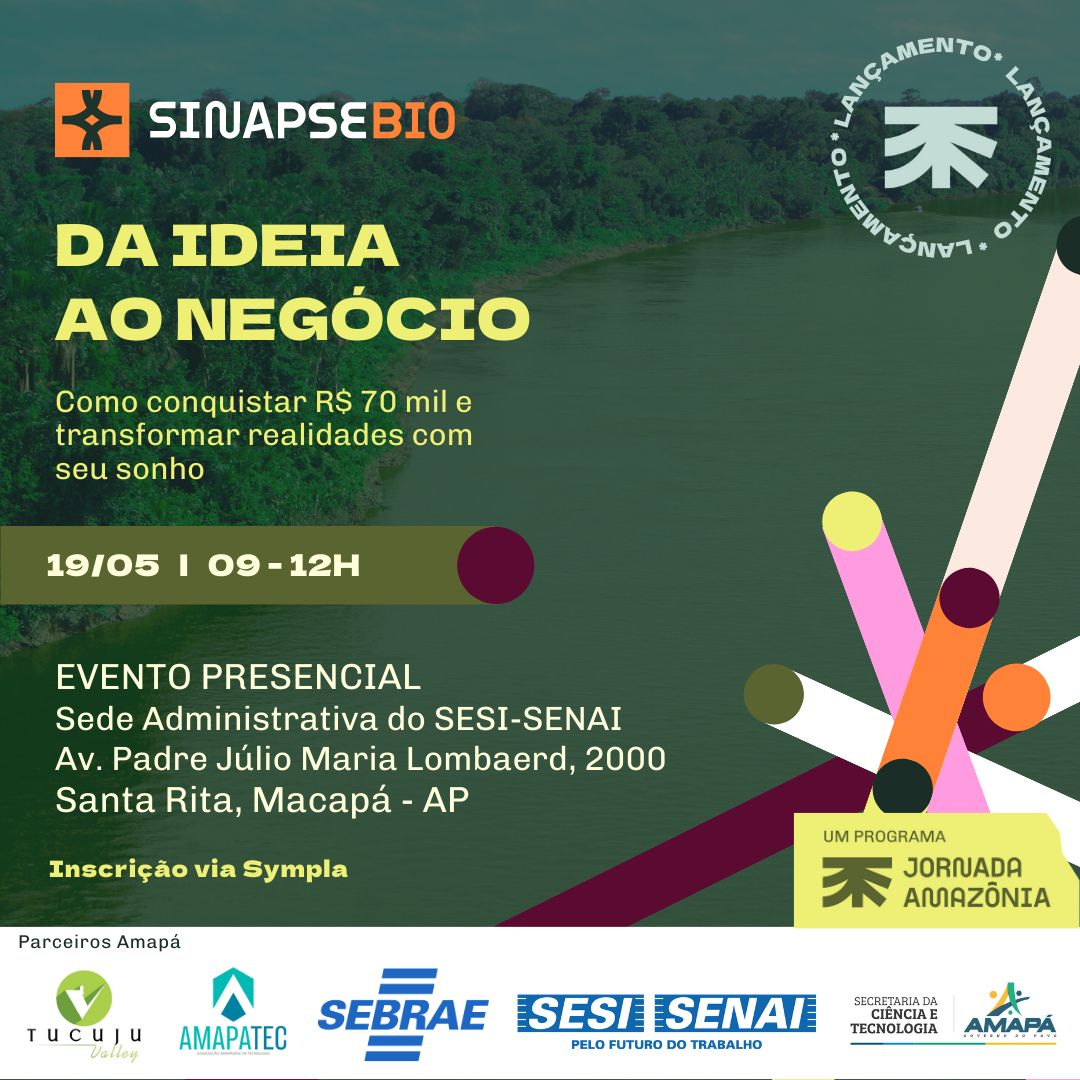 SINAPSEBIO
LANÇAMENTO* LANÇAMENTO * LANÇAMENTO*
DA IDEIA
AO NEGÓCIO
Como conquistar R$ 70 mil e
transformar realidades com
seu sonho
19/05 | 09 - 12H
EVENTO PRESENCIAL
Sede Administrativa do SESI-SENAI
Av. Padre Júlio Maria Lombaerd, 2000
Santa Rita, Macapá - AP
Inscrição via Sympla
UM PROGRAMA
JORNADA
AMAZÔNIA
Parceiros Amapá
TUCUJU
Valley
AMAPATEC
SEBRAE
SESI SENAI
PELO FUTURO DO TRABALHO
SECRETARIA DA
CIÊNCIA E
TECNOLOGIA
AMAPÁ
GOVERNO DO POVO